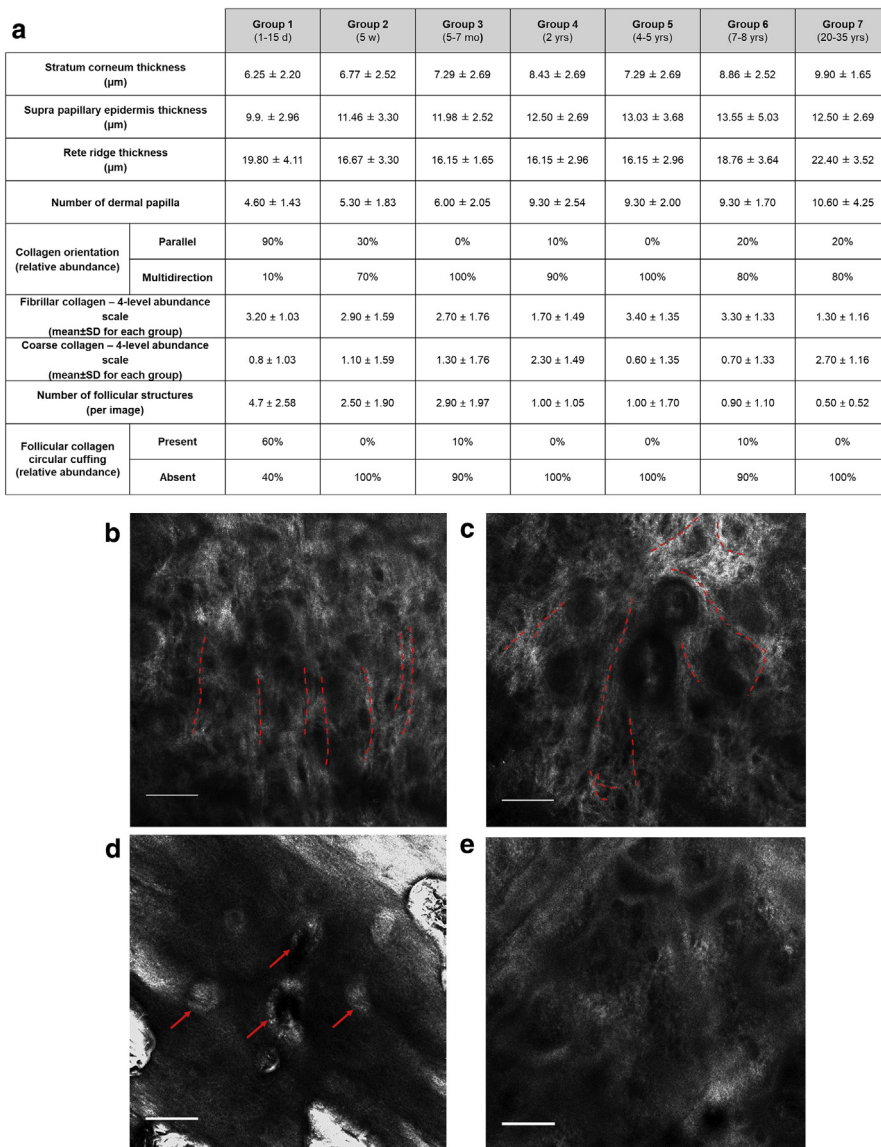 a
Group 1 Group 2 Group 3 Group 4 Group 5 Group 6 Group 7
(1-15 d) (5 w) (5-7 mo) (2 yrs) (4-5 yrs) (7-8 yrs) (20-35 yrs)
Stratum corneum thickness
(µm)
6.25 ± 2.20 6.77 ± 2.52 7.29 ± 2.69 8.43 ± 2.69 7.29 ± 2.69 8.86 ± 2.52 9.90 ± 1.65
Supra papillary epidermis thickness
(µm)
9.9. ± 2.96 11.46 ± 3.30 11.98 ± 2.52 12.50 ± 2.69 13.03 ± 3.68 13.55 ± 5.03 12.50 ± 2.69
Rete ridge thickness
(µm)
19.80 ± 4.11 16.67 ± 3.30 16.15 ± 1.65 16.15 ± 2.96 16.15 ± 2.96 18.76 ± 3.64 22.40 ± 3.52
Number of dermal papilla 4.60 ± 1.43 5.30 ± 1.83 6.00 ± 2.05 9.30 ± 2.54 9.30 ± 2.00 9.30 ± 1.70 10.60 ± 4.25
Collagen orientation
(relative abundance)
Parallel 90% 30% 0% 10% 0% 20% 20%
Multidirection 10% 70% 100% 90% 100% 80% 80%
Fibrillar collagen – 4-level abundance
scale
(mean±SD for each group)
3.20 ± 1.03 2.90 ± 1.59 2.70 ± 1.76 1.70 ± 1.49 3.40 ± 1.35 3.30 ± 1.33 1.30 ± 1.16
Coarse collagen – 4-level abundance
scale
(mean±SD for each group)
0.8 ± 1.03 1.10 ± 1.59 1.30 ± 1.76 2.30 ± 1.49 0.60 ± 1.35 0.70 ± 1.33 2.70 ± 1.16
Number of follicular structures
(per image)
4.7 ± 2.58 2.50 ± 1.90 2.90 ± 1.97 1.00 ± 1.05 1.00 ± 1.70 0.90 ± 1.10 0.50 ± 0.52
Follicular collagen
circular cuffing
(relative abundance)
Present 60% 0% 10% 0% 0% 10% 0%
Absent 40% 100% 90% 100% 100% 90% 100%
b
c
d
e